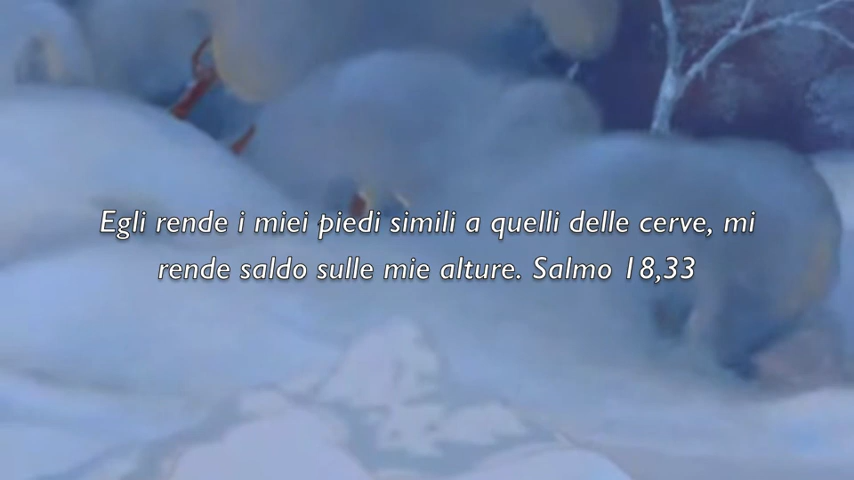 Egli rende i miei piedi simili a quelli delle cerve, mi
rende saldo sulle mie alture. Salmo 18,33